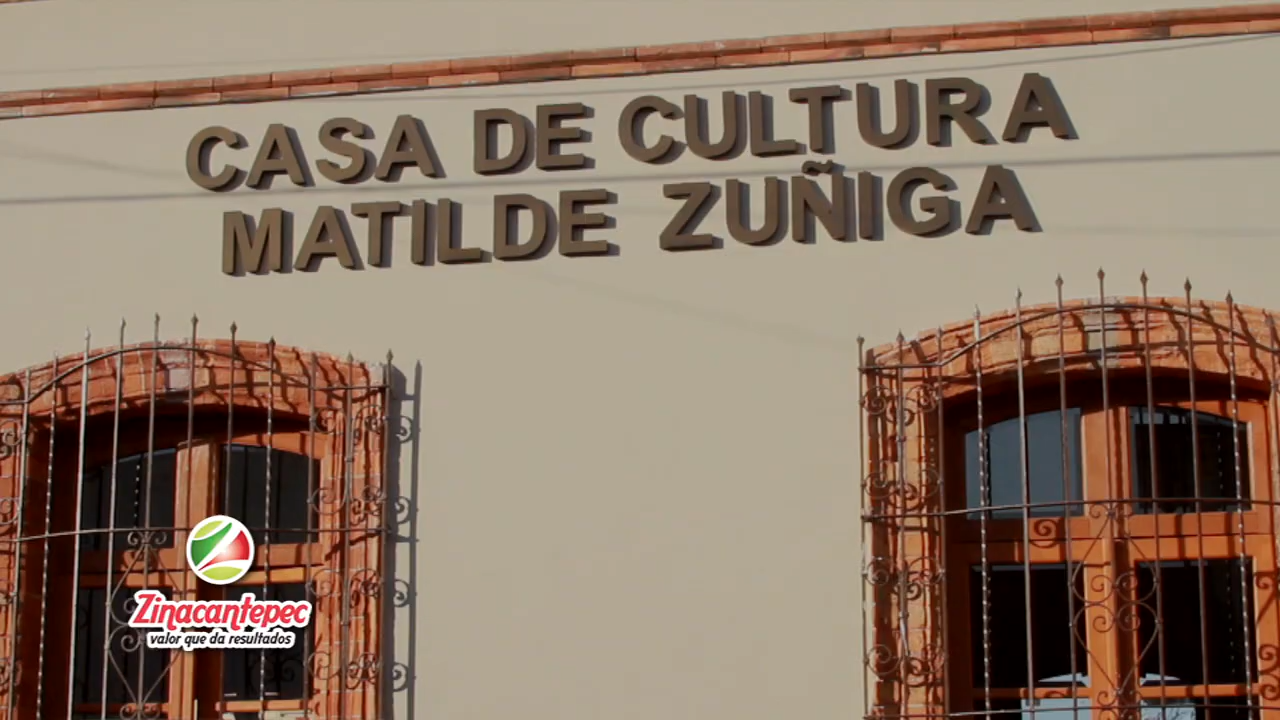 CASA DE CULTURA
MATILDE ZUÑIGA
Zinacantepec
valor que da resultados